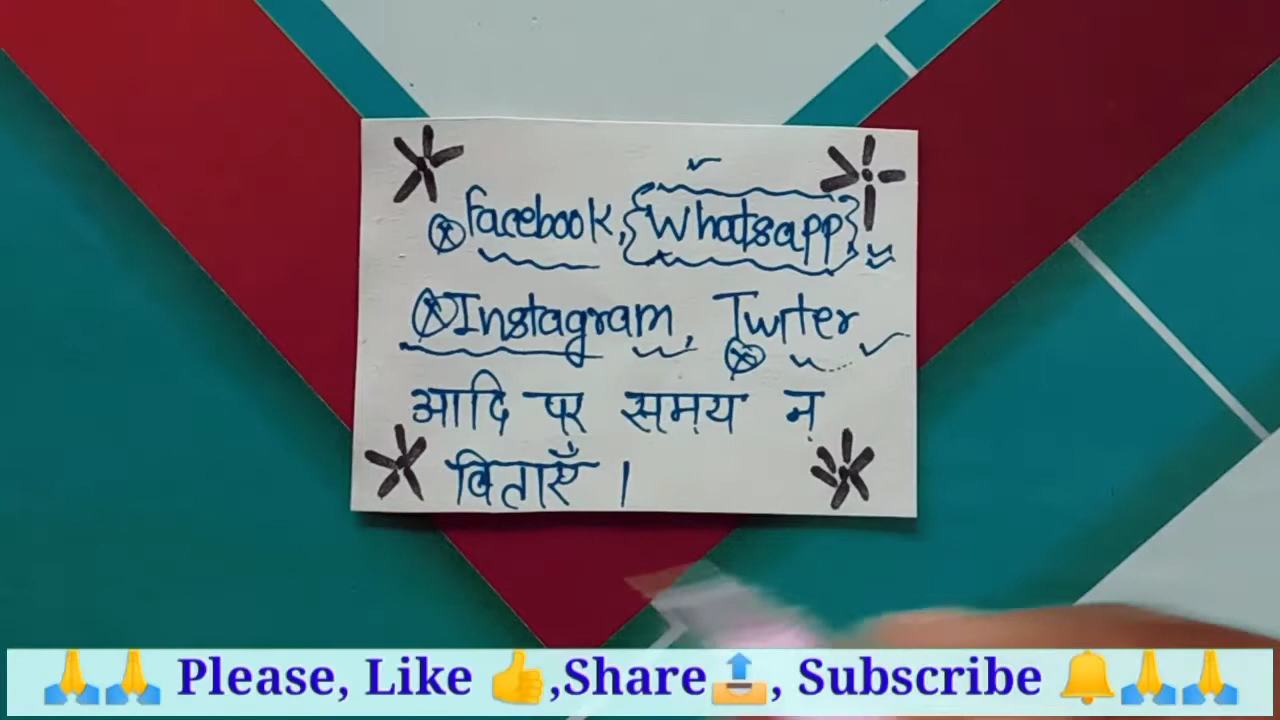 Facebook, {Whatsapp}
Instagram, Twiter
आदि पर समय न
बिताएँ ।
🙏🙏 Please, Like 👍,Share📤, Subscribe 🔔🙏🙏